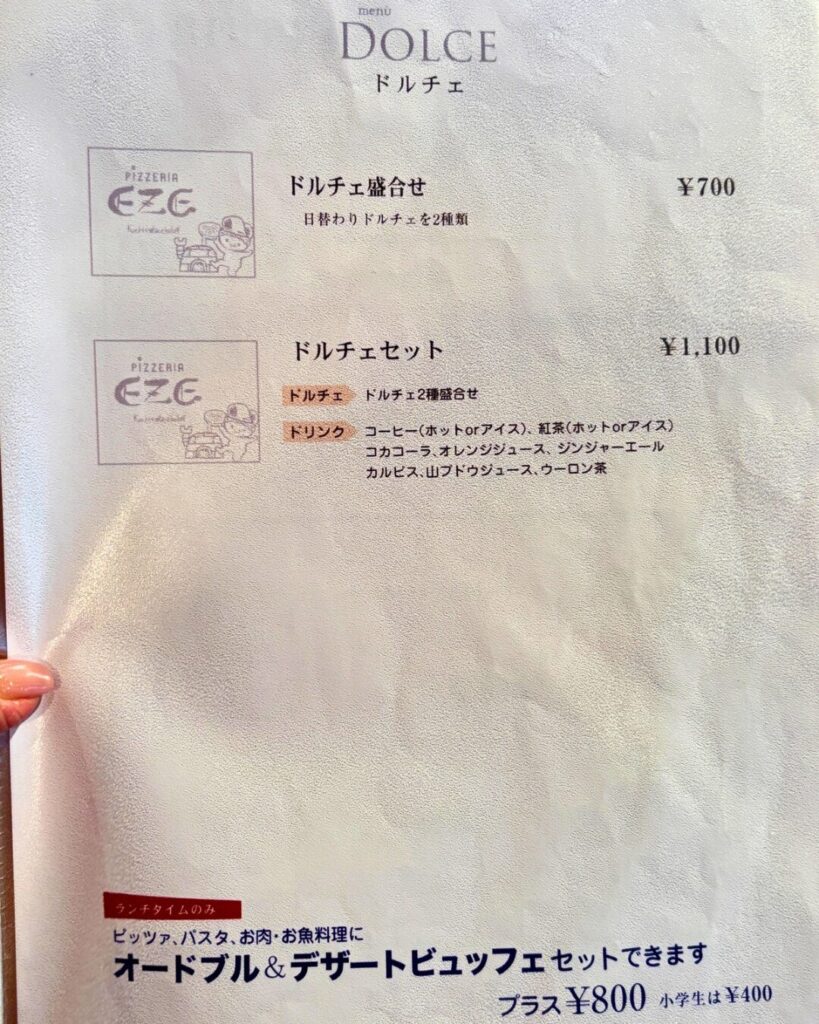 menù
DOLCE
ドルチェ
PIZZERIA
EZE
ドルチェ盛合せ ¥700
日替わりドルチェを2種類
PIZZERIA
EZE
ドルチェセット ¥1,100
ドルチェ ドルチェ2種盛合せ
ドリンク コーヒー(ホットorアイス)、紅茶(ホットorアイス)
コカコーラ、オレンジジュース、ジンジャーエール
カルピス、山ブドウジュース、ウーロン茶
ランチタイムのみ
ピッツァ、パスタ、お肉・お魚料理に
オードブル&デザートビュッフェセットできます
プラス¥800 小学生は¥400